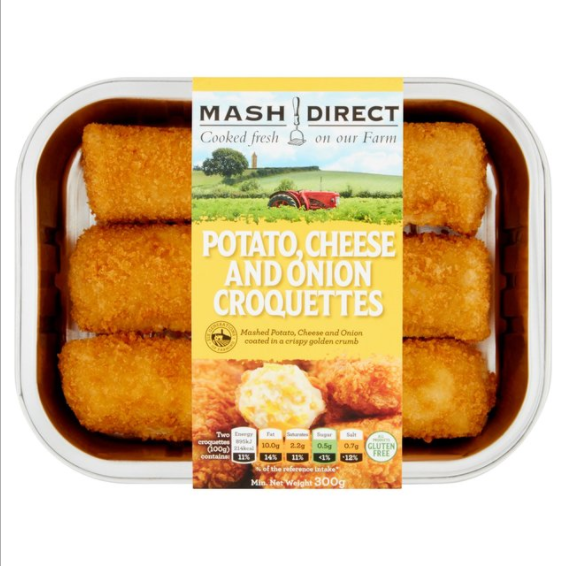 MASH DIRECT
Cooked fresh on our Farm
POTATO, CHEESE
AND ONION
CROQUETTES
Mashed Potato, Cheese and Onion
coated in a crispy golden crumb
Two
croquettes
(100g)
contains:
Energy
214kcal
11%
Fat
10.0g
14%
Saturates
2.2g
11%
Sugar
0.5g
<1%
Salt
0.7g
12%
GLUTEN
FREE
% of the reference intake*
Min. Net Weight 300g